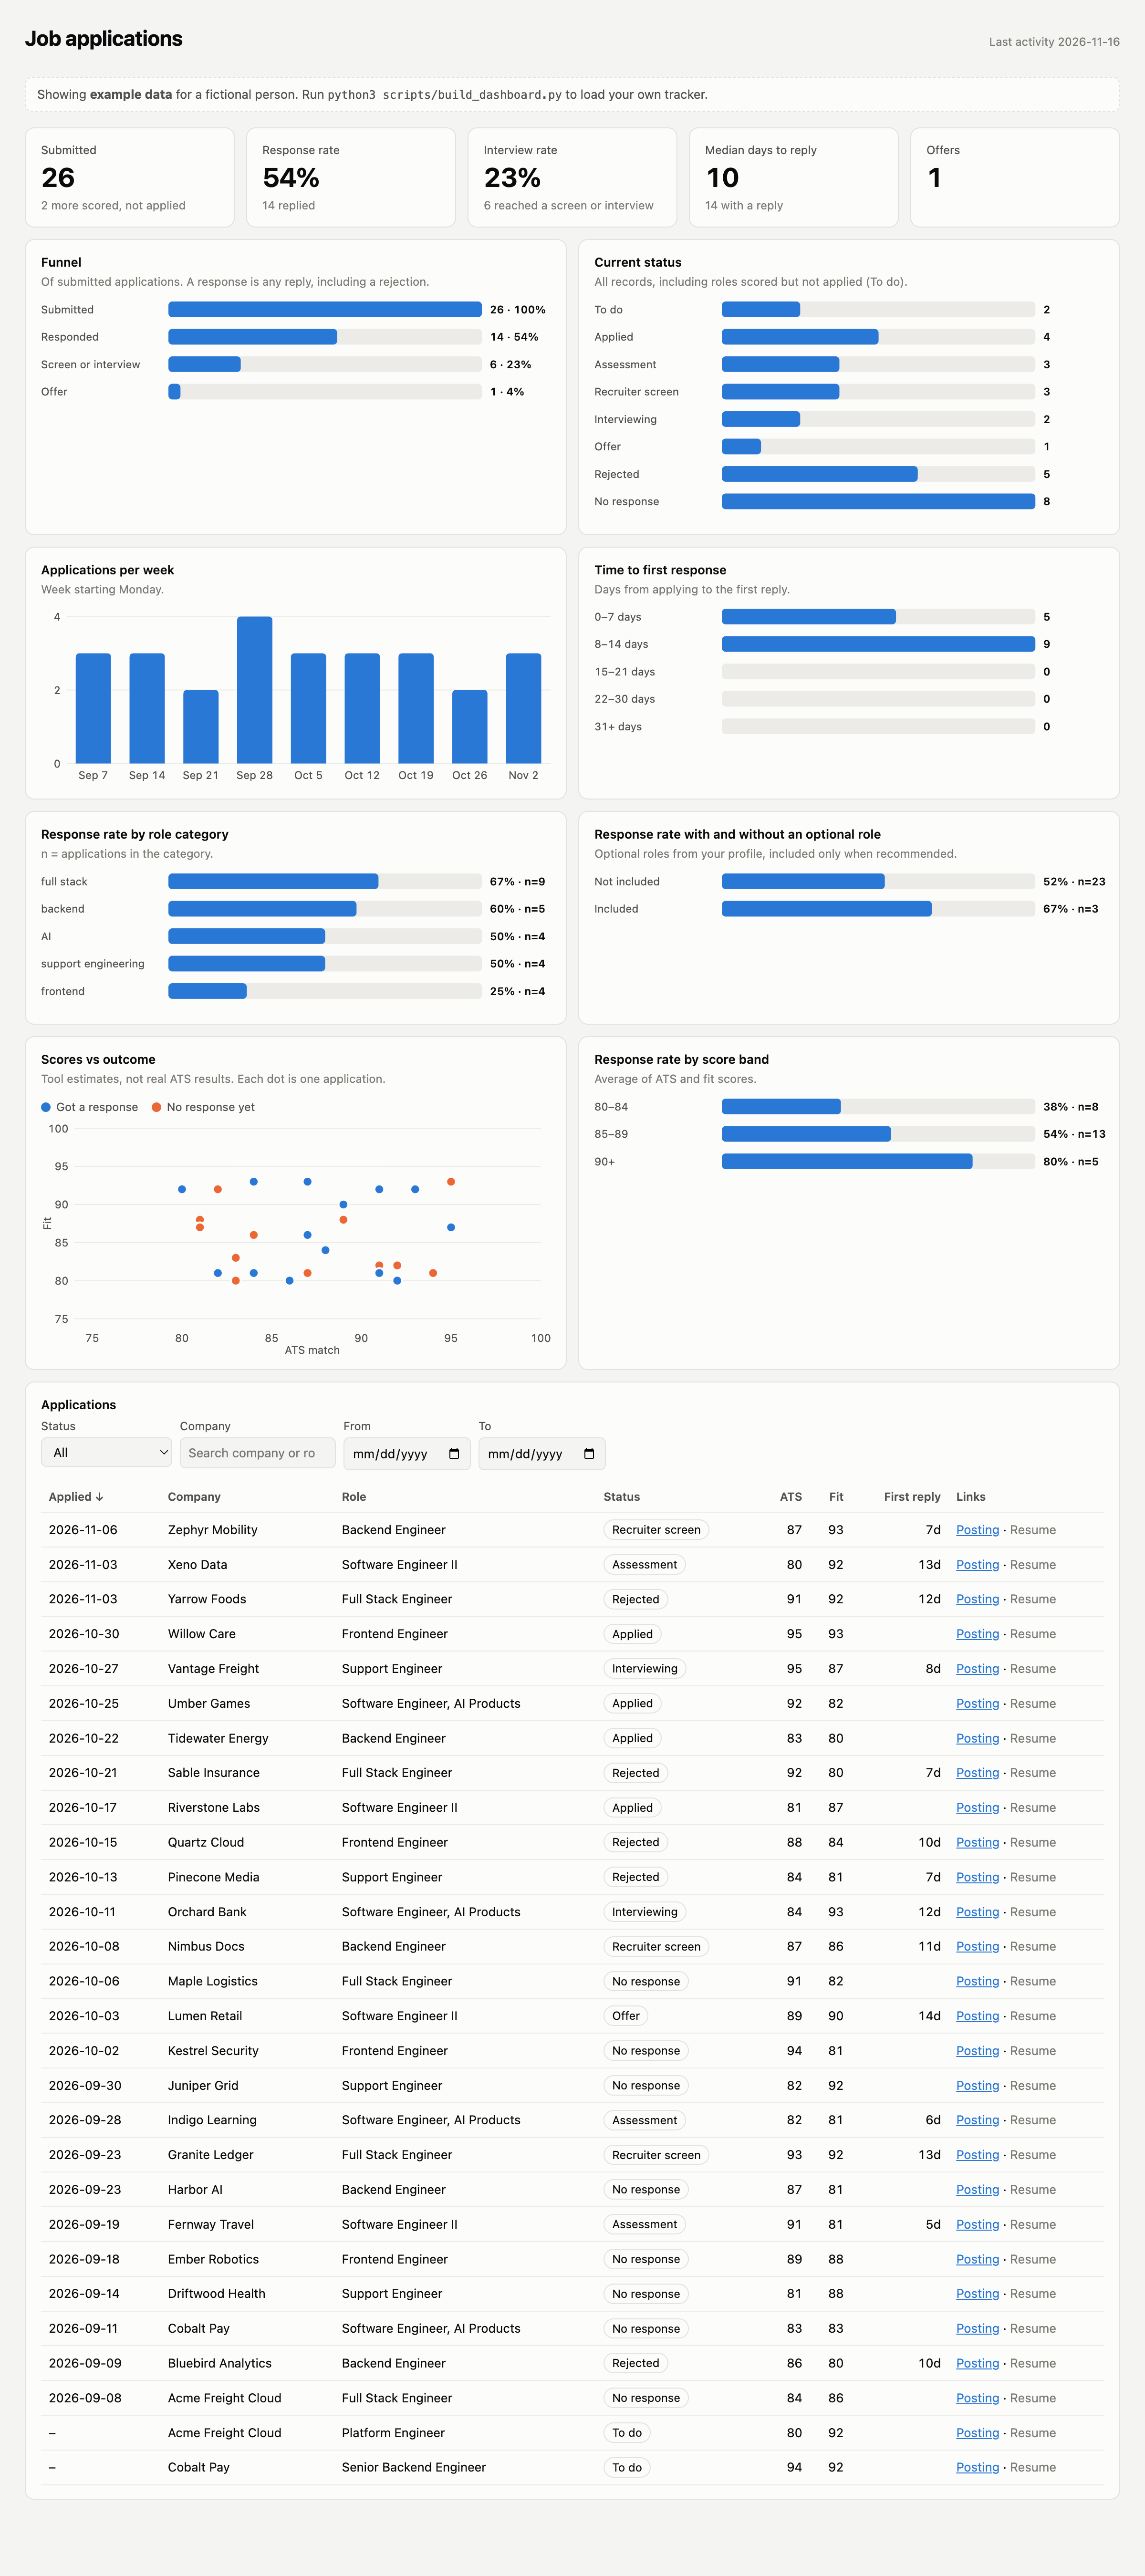 Job applications
Last activity 2026-11-16
Showing example data for a fictional person. Run python3 scripts/build_dashboard.py to load your own tracker.
Submitted
26
2 more scored, not applied
Response rate
54%
14 replied
Interview rate
23%
6 reached a screen or interview
Median days to reply
10
14 with a reply
Offers
1
Funnel
Of submitted applications. A response is any reply, including a rejection.
Submitted 26 · 100%
Responded 14 · 54%
Screen or interview 6 · 23%
Offer 1 · 4%
Current status
All records, including roles scored but not applied (To do).
To do 2
Applied 4
Assessment 3
Recruiter screen 3
Interviewing 2
Offer 1
Rejected 5
No response 8
Applications per week
Week starting Monday.
4
2
0
Sep 7 Sep 14 Sep 21 Sep 28 Oct 5 Oct 12 Oct 19 Oct 26 Nov 2
Time to first response
Days from applying to the first reply.
0–7 days 5
8–14 days 9
15–21 days 0
22–30 days 0
31+ days 0
Response rate by role category
n = applications in the category.
full stack 67% · n=9
backend 60% · n=5
AI 50% · n=4
support engineering 50% · n=4
frontend 25% · n=4
Response rate with and without an optional role
Optional roles from your profile, included only when recommended.
Not included 52% · n=23
Included 67% · n=3
Scores vs outcome
Tool estimates, not real ATS results. Each dot is one application.
Got a response No response yet
100
95
90
Fit
85
80
75
75 80 85 90 95 100
ATS match
Response rate by score band
Average of ATS and fit scores.
80–84 38% · n=8
85–89 54% · n=13
90+ 80% · n=5
Applications
Status Company From To
All Search company or ro mm/dd/yyyy mm/dd/yyyy
Applied ↓ Company Role Status ATS Fit First reply Links
2026-11-06 Zephyr Mobility Backend Engineer Recruiter screen 87 93 7d Posting · Resume
2026-11-03 Xeno Data Software Engineer II Assessment 80 92 13d Posting · Resume
2026-11-03 Yarrow Foods Full Stack Engineer Rejected 91 92 12d Posting · Resume
2026-10-30 Willow Care Frontend Engineer Applied 95 93 Posting · Resume
2026-10-27 Vantage Freight Support Engineer Interviewing 95 87 8d Posting · Resume
2026-10-25 Umber Games Software Engineer, AI Products Applied 92 82 Posting · Resume
2026-10-22 Tidewater Energy Backend Engineer Applied 83 80 Posting · Resume
2026-10-21 Sable Insurance Full Stack Engineer Rejected 92 80 7d Posting · Resume
2026-10-17 Riverstone Labs Software Engineer II Applied 81 87 Posting · Resume
2026-10-15 Quartz Cloud Frontend Engineer Rejected 88 84 10d Posting · Resume
2026-10-13 Pinecone Media Support Engineer Rejected 84 81 7d Posting · Resume
2026-10-11 Orchard Bank Software Engineer, AI Products Interviewing 84 93 12d Posting · Resume
2026-10-08 Nimbus Docs Backend Engineer Recruiter screen 87 86 11d Posting · Resume
2026-10-06 Maple Logistics Full Stack Engineer No response 91 82 Posting · Resume
2026-10-03 Lumen Retail Software Engineer II Offer 89 90 14d Posting · Resume
2026-10-02 Kestrel Security Frontend Engineer No response 94 81 Posting · Resume
2026-09-30 Juniper Grid Support Engineer No response 82 92 Posting · Resume
2026-09-28 Indigo Learning Software Engineer, AI Products Assessment 82 81 6d Posting · Resume
2026-09-23 Granite Ledger Full Stack Engineer Recruiter screen 93 92 13d Posting · Resume
2026-09-23 Harbor AI Backend Engineer No response 87 81 Posting · Resume
2026-09-19 Fernway Travel Software Engineer II Assessment 91 81 5d Posting · Resume
2026-09-18 Ember Robotics Frontend Engineer No response 89 88 Posting · Resume
2026-09-14 Driftwood Health Support Engineer No response 81 88 Posting · Resume
2026-09-11 Cobalt Pay Software Engineer, AI Products No response 83 83 Posting · Resume
2026-09-09 Bluebird Analytics Backend Engineer Rejected 86 80 10d Posting · Resume
2026-09-08 Acme Freight Cloud Full Stack Engineer No response 84 86 Posting · Resume
– Acme Freight Cloud Platform Engineer To do 80 92 Posting · Resume
– Cobalt Pay Senior Backend Engineer To do 94 92 Posting · Resume